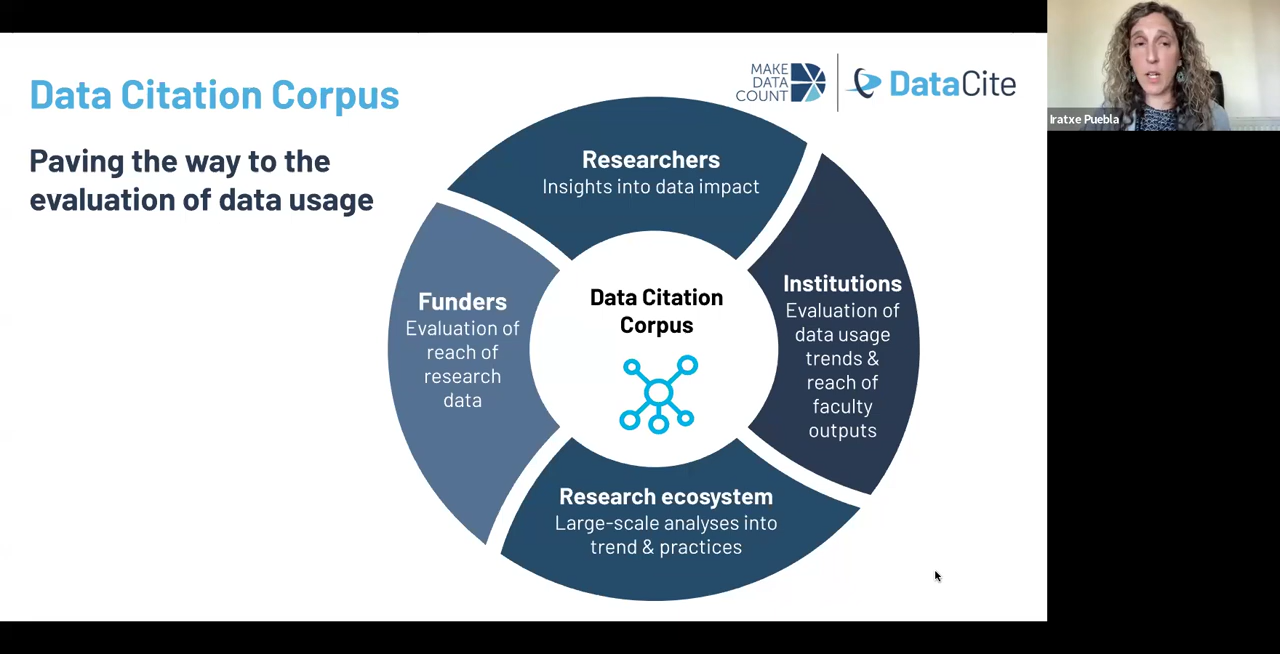 Data Citation Corpus
Paving the way to the
evaluation of data usage
MAKE
DATA
COUNT
DataCite
Iratxe Puebla
Researchers
Insights into data impact
Institutions
Evaluation of
data usage
trends &
reach of
faculty
outputs
Funders
Evaluation of
reach of
research
data
Data Citation
Corpus
Research ecosystem
Large-scale analyses into
trend & practices